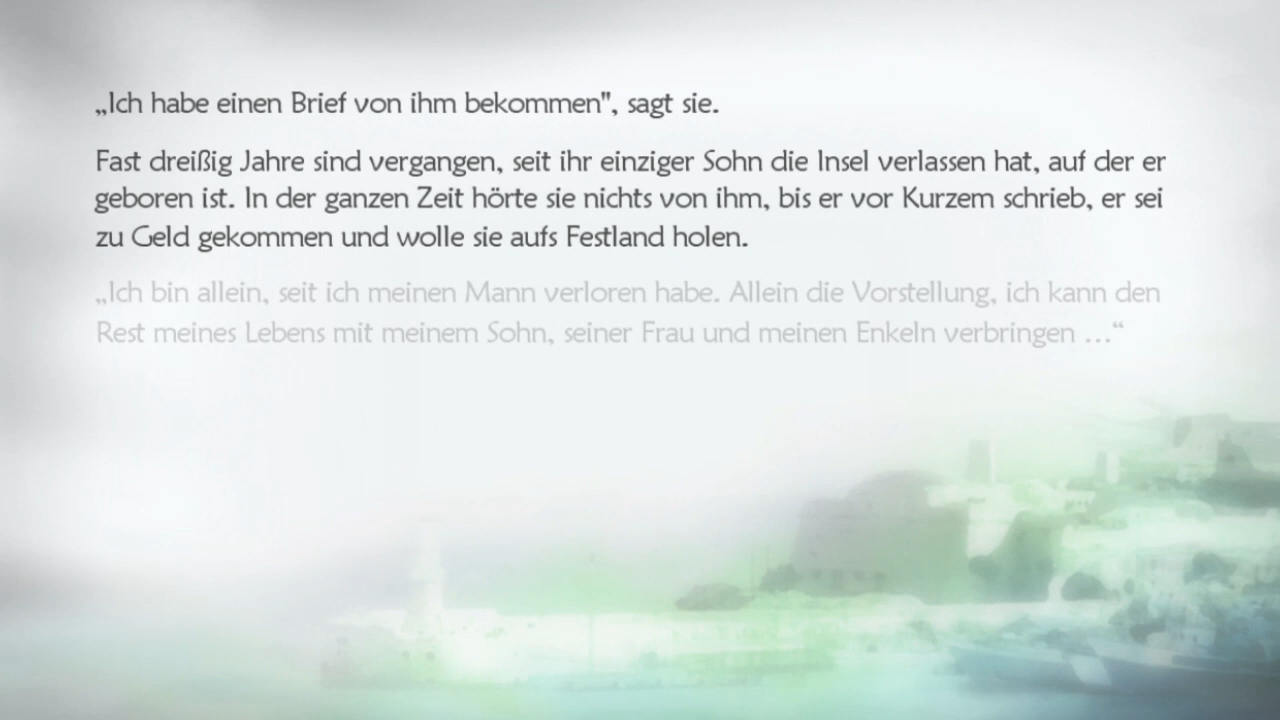 „Ich habe einen Brief von ihm bekommen", sagt sie.
Fast dreißig Jahre sind vergangen, seit ihr einziger Sohn die Insel verlassen hat, auf der er
geboren ist. In der ganzen Zeit hörte sie nichts von ihm, bis er vor Kurzem schrieb, er sei
zu Geld gekommen und wolle sie aufs Festland holen.
„Ich bin allein, seit ich meinen Mann verloren habe. Allein die Vorstellung, ich kann den
Rest meines Lebens mit meinem Sohn, seiner Frau und meinen Enkeln verbringen ...“